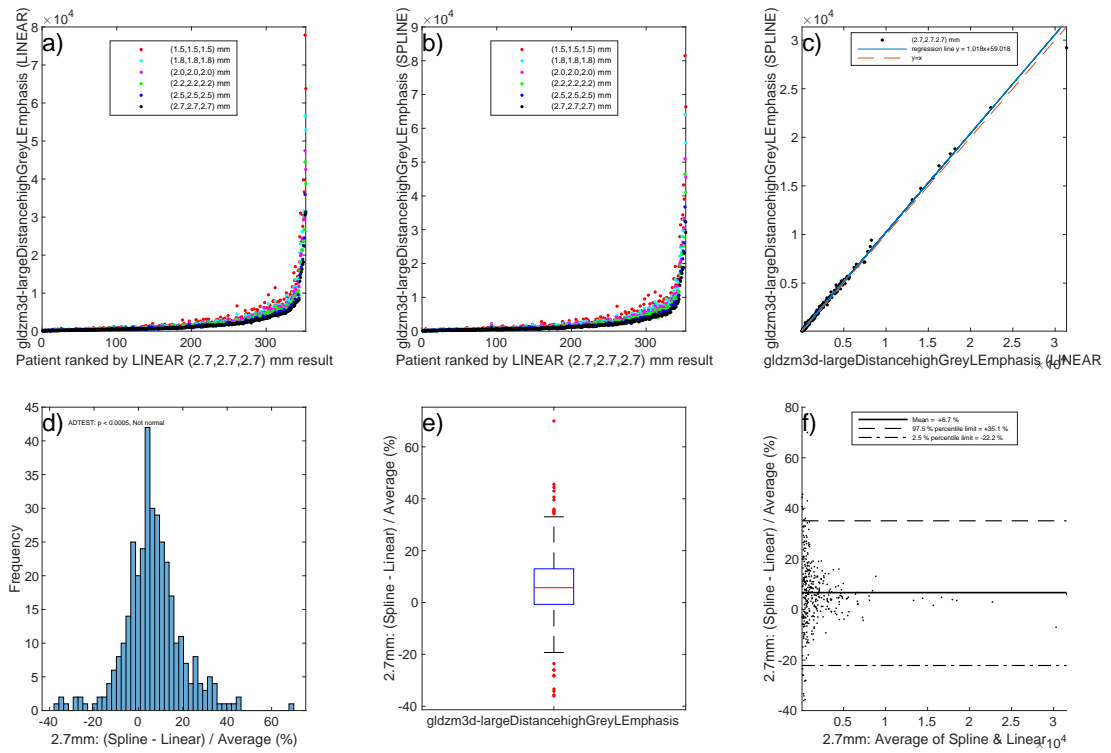 ×10⁴
×10⁴
×10⁴
a)
b)
c)
gldzm3d-largeDistancehighGreyLEmphasis (LINEAR)
8
7
6
5
4
3
2
1
0
(1.5,1.5,1.5) mm
(1.8,1.8,1.8) mm
(2.0,2.0,2.0) mm
(2.2,2.2,2.2) mm
(2.5,2.5,2.5) mm
(2.7,2.7,2.7) mm
0 100 200 300
Patient ranked by LINEAR (2.7,2.7,2.7) mm result
gldzm3d-largeDistancehighGreyLEmphasis (SPLINE)
9
8
7
6
5
4
3
2
1
0
(1.5,1.5,1.5) mm
(1.8,1.8,1.8) mm
(2.0,2.0,2.0) mm
(2.2,2.2,2.2) mm
(2.5,2.5,2.5) mm
(2.7,2.7,2.7) mm
0 100 200 300
Patient ranked by LINEAR (2.7,2.7,2.7) mm result
gldzm3d-largeDistancehighGreyLEmphasis (SPLINE)
3
2.5
2
1.5
1
0.5
(2.7,2.7,2.7) mm
regression line y = 1.018x+59.018
y=x
0.5 1 1.5 2 2.5 3
gldzm3d-largeDistancehighGreyLEmphasis (LINEAR
×10⁴
d)
ADTEST: p < 0.0005, Not normal
Frequency
45
40
35
30
25
20
15
10
5
0
-40 -20 0 20 40 60
2.7mm: (Spline - Linear) / Average (%)
e)
2.7mm: (Spline - Linear) / Average (%)
60
40
20
0
-20
-40
gldzm3d-largeDistancehighGreyLEmphasis
f)
2.7mm: (Spline - Linear) / Average (%)
80
60
40
20
0
-20
-40
Mean = +6.7 %
97.5 % percentile limit = +35.1 %
2.5 % percentile limit = -22.2 %
0.5 1 1.5 2 2.5 3
2.7mm: Average of Spline & Linear
×10⁴